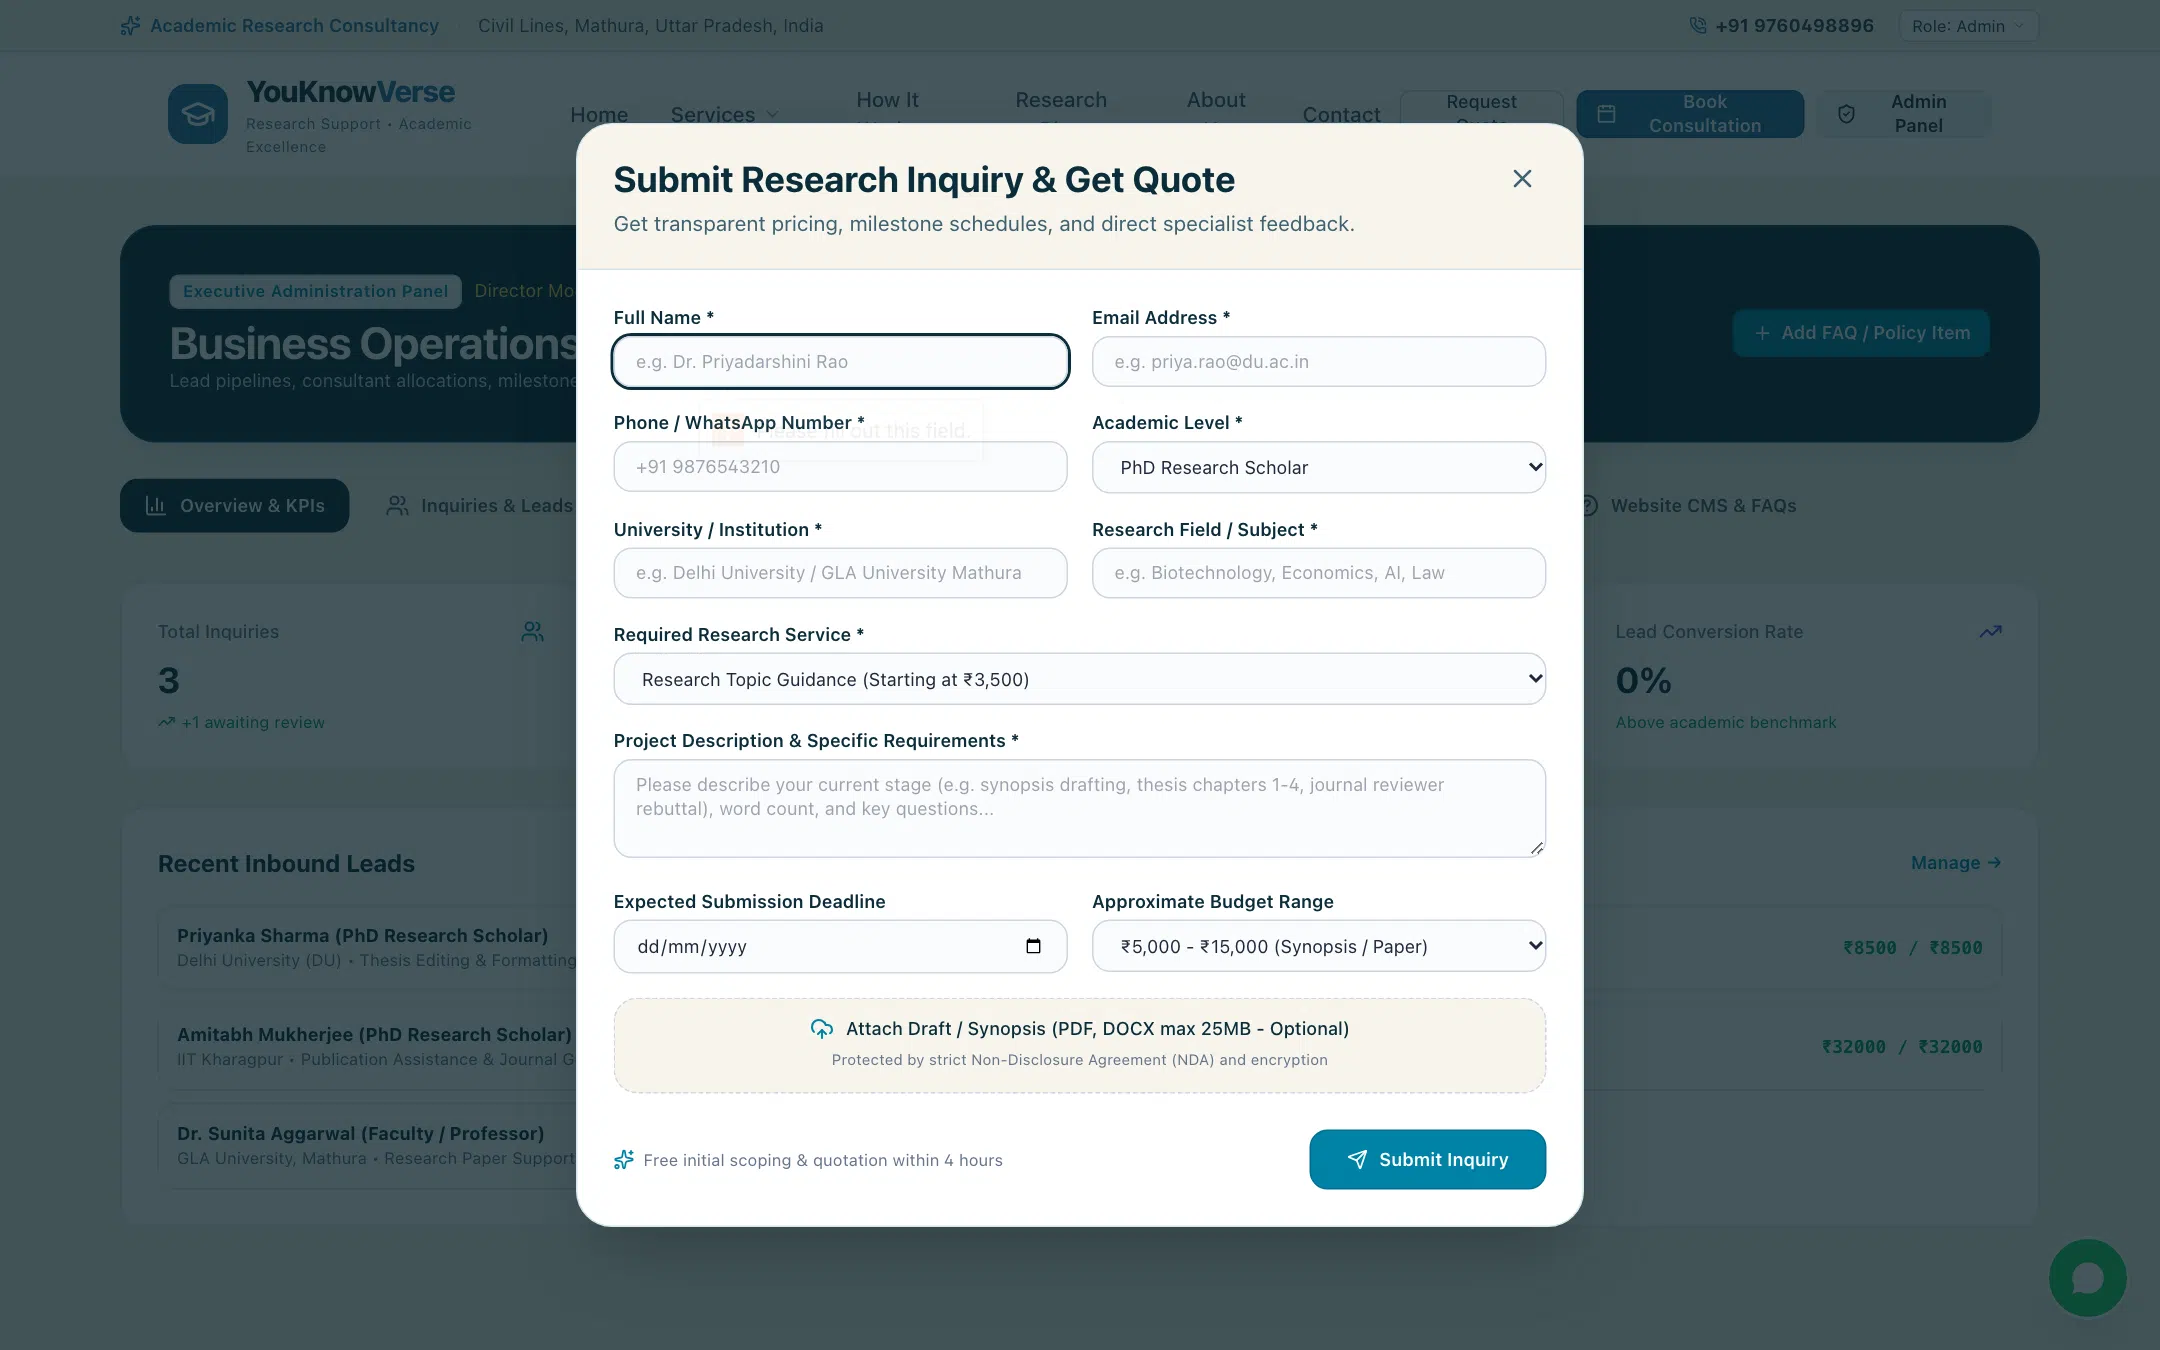 Academic Research Consultancy
Civil Lines, Mathura, Uttar Pradesh, India
+91 9760498896
Role: Admin
YouKnowVerse
Research Support • Academic
Excellence
Home
Services
How It
Research
About
Contact
Request
Book
Consultation
Admin
Panel
Executive Administration Panel
Director Mo
Business Operations
Lead pipelines, consultant allocations, milestone
+ Add FAQ / Policy Item
Overview & KPIs
Inquiries & Leads
Website CMS & FAQs
Total Inquiries
3
+1 awaiting review
Lead Conversion Rate
0%
Above academic benchmark
Recent Inbound Leads
Manage →
Priyanka Sharma (PhD Research Scholar)
Delhi University (DU) • Thesis Editing & Formatting
₹8500 / ₹8500
Amitabh Mukherjee (PhD Research Scholar)
IIT Kharagpur • Publication Assistance & Journal G
₹32000 / ₹32000
Dr. Sunita Aggarwal (Faculty / Professor)
GLA University, Mathura • Research Paper Support
Submit Research Inquiry & Get Quote
Get transparent pricing, milestone schedules, and direct specialist feedback.
Full Name *
e.g. Dr. Priyadarshini Rao
Email Address *
e.g. priya.rao@du.ac.in
Please fill out this field.
Phone / WhatsApp Number *
+91 9876543210
Academic Level *
PhD Research Scholar
University / Institution *
e.g. Delhi University / GLA University Mathura
Research Field / Subject *
e.g. Biotechnology, Economics, AI, Law
Required Research Service *
Research Topic Guidance (Starting at ₹3,500)
Project Description & Specific Requirements *
Please describe your current stage (e.g. synopsis drafting, thesis chapters 1-4, journal reviewer
rebuttal), word count, and key questions...
Expected Submission Deadline
dd/mm/yyyy
Approximate Budget Range
₹5,000 - ₹15,000 (Synopsis / Paper)
Attach Draft / Synopsis (PDF, DOCX max 25MB - Optional)
Protected by strict Non-Disclosure Agreement (NDA) and encryption
Free initial scoping & quotation within 4 hours
Submit Inquiry